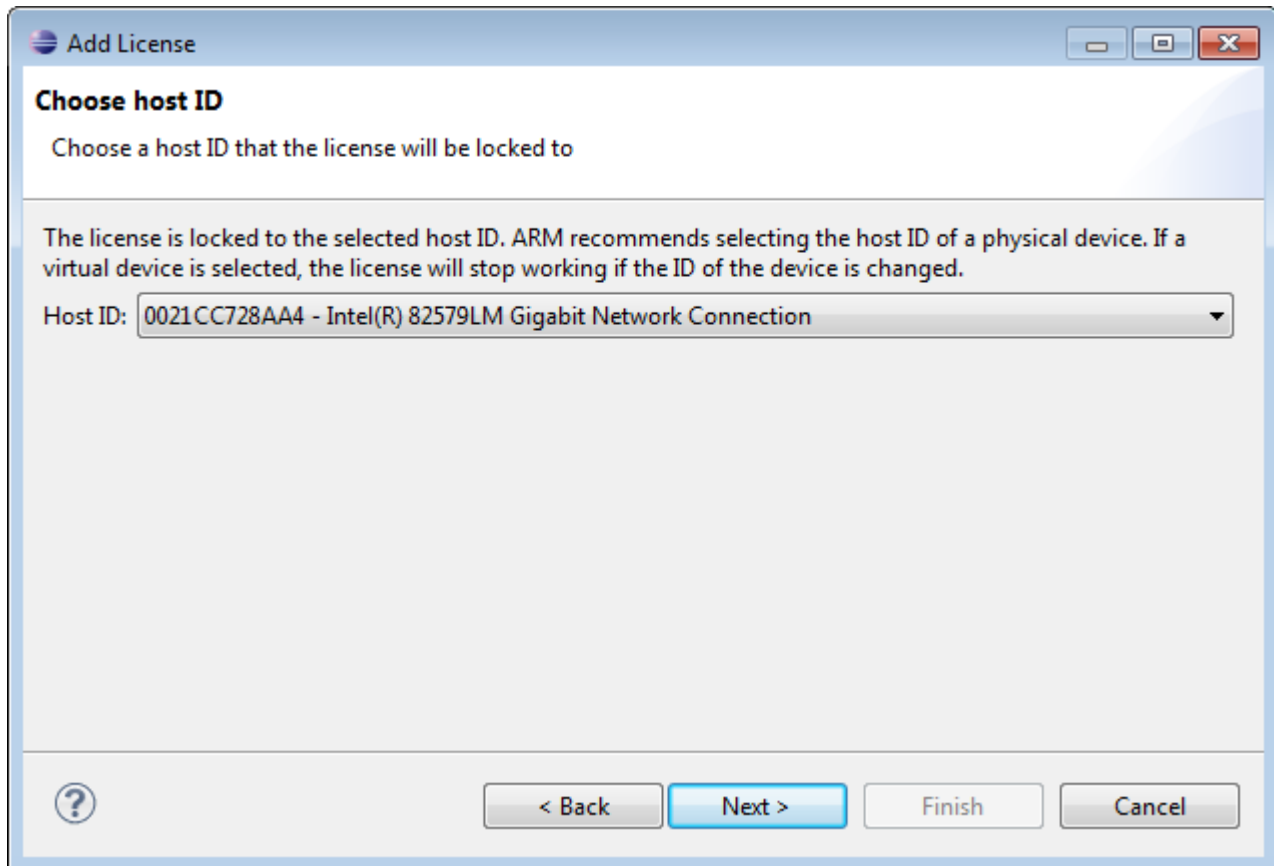 Add License
Choose host ID
Choose a host ID that the license will be locked to
The license is locked to the selected host ID. ARM recommends selecting the host ID of a physical device. If a
virtual device is selected, the license will stop working if the ID of the device is changed.
Host ID: 0021CC728AA4 - Intel(R) 82579LM Gigabit Network Connection
? < Back Next > Finish Cancel